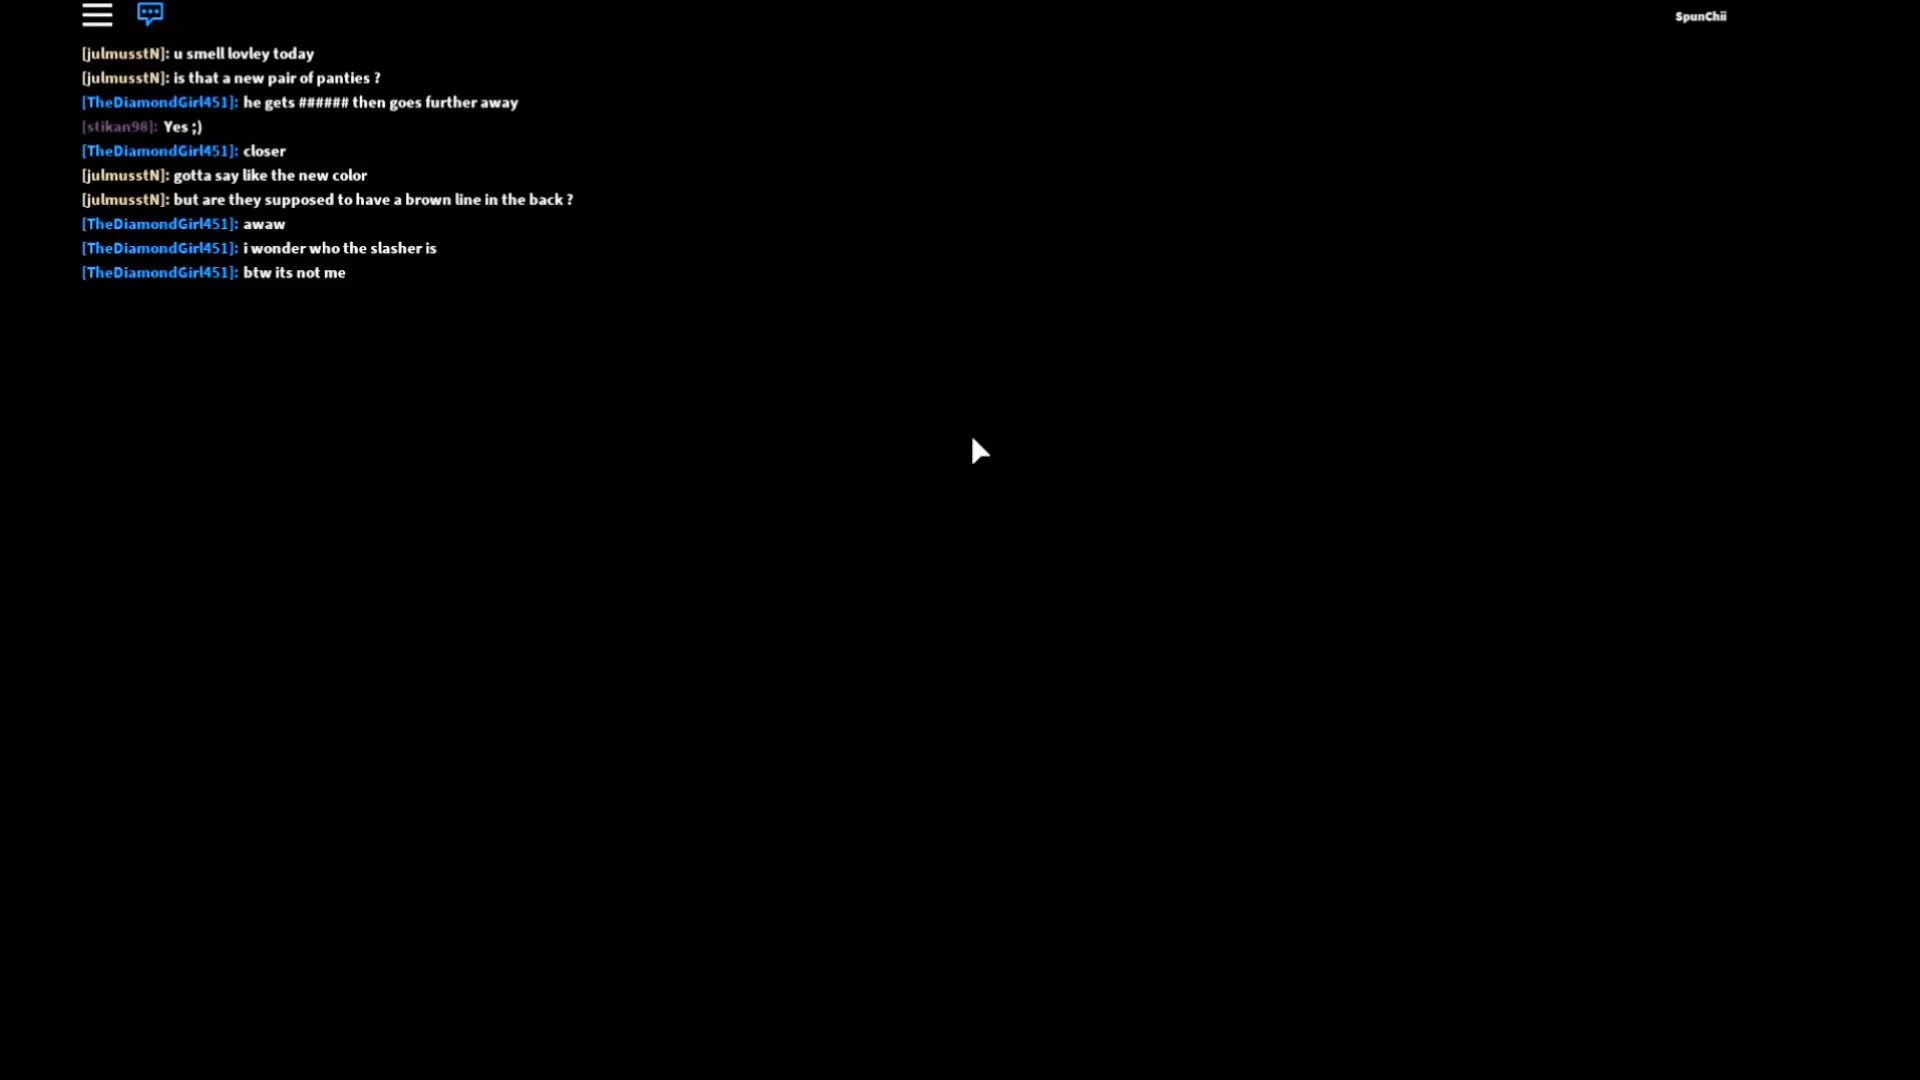 SpunChii
[julmusstN]: u smell lovley today
[julmusstN]: is that a new pair of panties ?
[TheDiamondGirl451]: he gets ###### then goes further away
[stikan98]: Yes ;)
[TheDiamondGirl451]: closer
[julmusstN]: gotta say like the new color
[julmusstN]: but are they supposed to have a brown line in the back ?
[TheDiamondGirl451]: awaw
[TheDiamondGirl451]: i wonder who the slasher is
[TheDiamondGirl451]: btw its not me